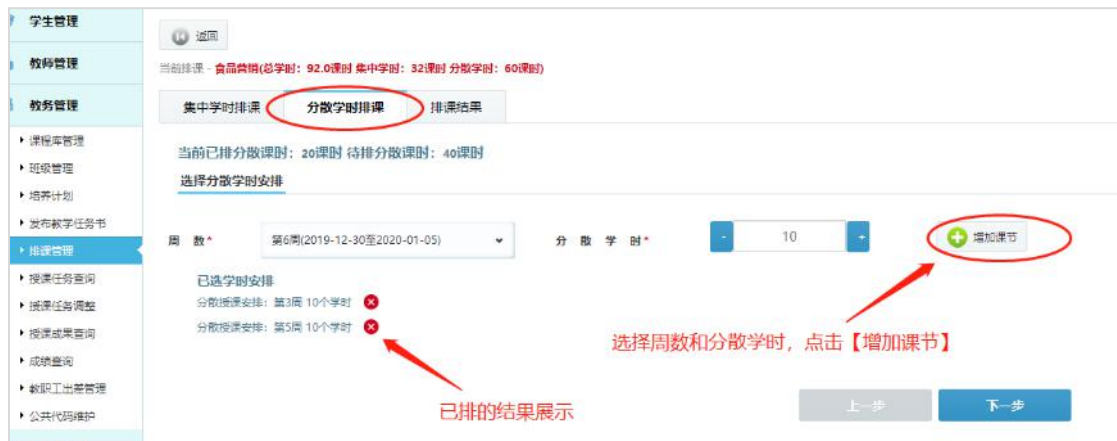 学生管理
返回
教师管理
当前排课 - 食品营销(总学时：92.0课时 集中学时：32课时 分散学时：60课时)
教务管理
集中学时排课
分散学时排课
排课结果
课程库管理
当前已排分散课时：20课时 待排分散课时：40课时
班级管理
选择分散学时安排
培养计划
发布教学任务书
周 数*
第6周(2019-12-30至2020-01-05)
分 散 学 时*
-
10
+
增加课节
排课管理
授课任务查询
已选学时安排
授课任务调整
分散授课安排：第3周 10个学时
授课成果查询
分散授课安排：第5周 10个学时
选择周数和分散学时，点击【增加课节】
成绩查询
教职工出差管理
已排的结果展示
上一步
下一步
公共代码维护